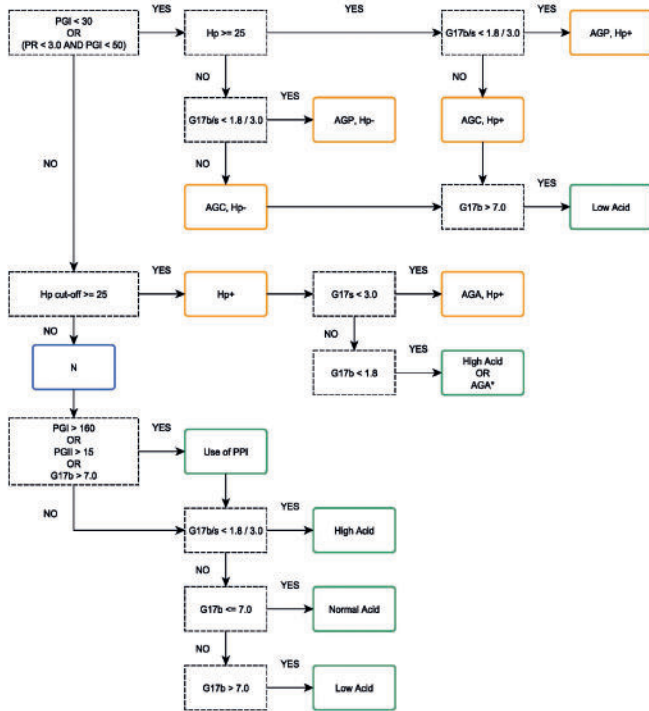 PGI < 30
OR
(PR < 3.0 AND PGI < 50)
YES
Hp >= 25
YES
G17b/s < 1.8 / 3.0
YES
AGP, Hp+
NO
NO
G17b/s < 1.8 / 3.0
YES
AGP, Hp-
AGC, Hp+
NO
NO
AGC, Hp-
G17b > 7.0
YES
Low Acid
Hp cut-off >= 25
YES
Hp+
G17s < 3.0
YES
AGA, Hp+
NO
NO
N
G17b < 1.8
YES
High Acid
OR
AGA*
PGI > 160
OR
PGII > 15
OR
G17b > 7.0
YES
Use of PPI
NO
G17b/s < 1.8 / 3.0
YES
High Acid
NO
G17b <= 7.0
YES
Normal Acid
NO
G17b > 7.0
YES
Low Acid